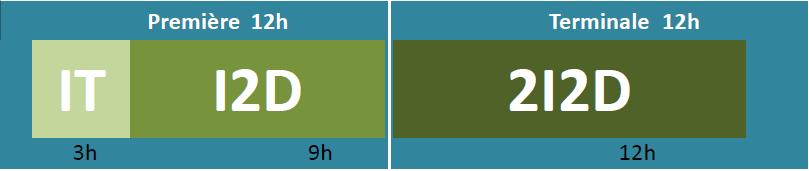 Première 12h
Terminale 12h
IT
I2D
2I2D
3h
9h
12h